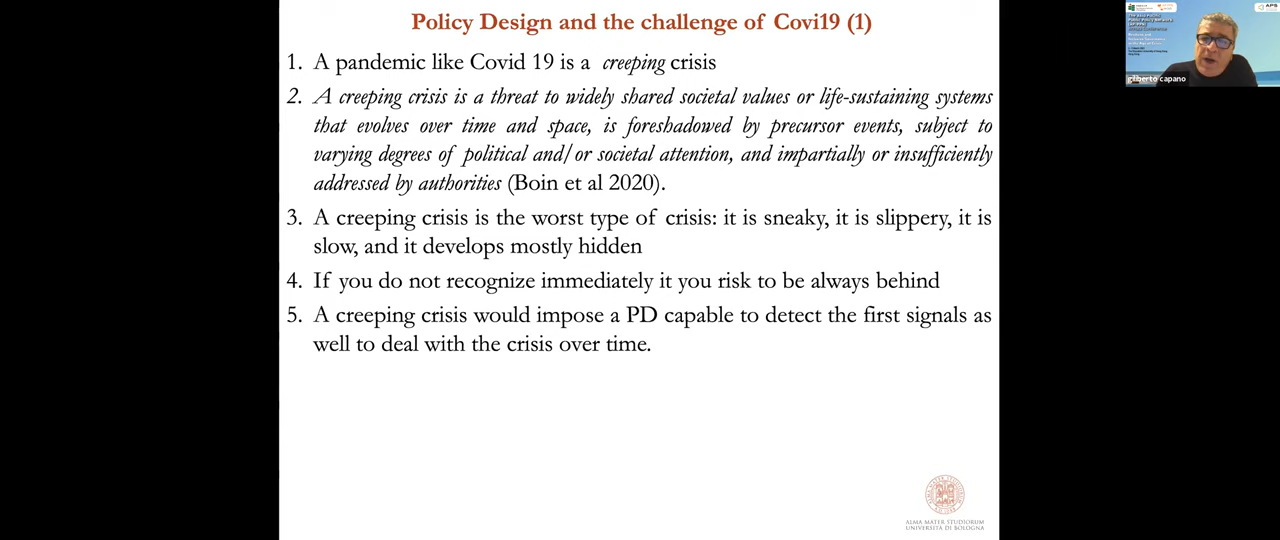 Policy Design and the challenge of Covi19 (1)
1. A pandemic like Covid 19 is a creeping crisis
2. A creeping crisis is a threat to widely shared societal values or life-sustaining systems
that evolves over time and space, is foreshadowed by precursor events, subject to
varying degrees of political and/or societal attention, and impartially or insufficiently
addressed by authorities (Boin et al 2020).
3. A creeping crisis is the worst type of crisis: it is sneaky, it is slippery, it is
slow, and it develops mostly hidden
4. If you do not recognize immediately it you risk to be always behind
5. A creeping crisis would impose a PD capable to detect the first signals as
well to deal with the crisis over time.
ALMA MATER STUDIORUM
UNIVERSITÀ DI BOLOGNA
APS
gilberto capano